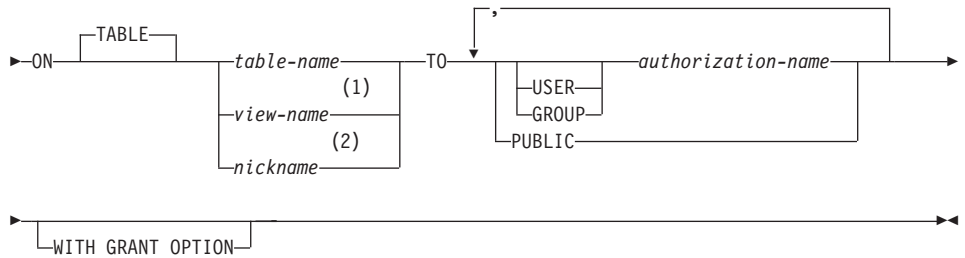 ,
TABLE
ON table-name TO authorization-name
(1) USER
view-name GROUP
(2) PUBLIC
nickname
WITH GRANT OPTION